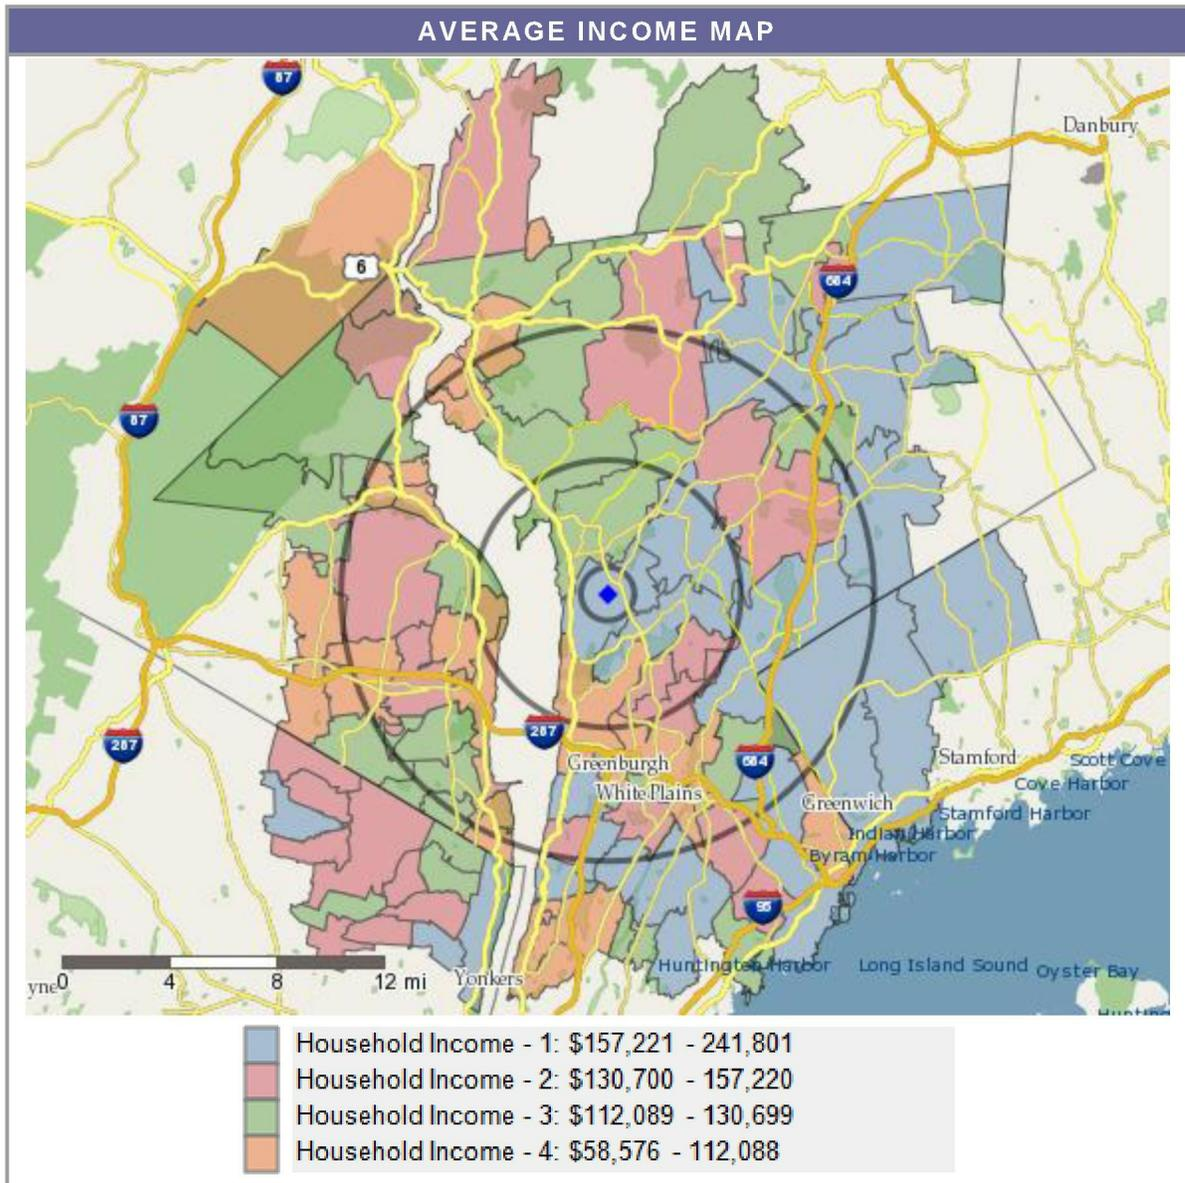 AVERAGE INCOME MAP
87
Danbury
6
684
87
287
287
Greenburgh
684
Stamford
Scott Cove
White Plains
Cove Harbor
Greenwich
Stamford Harbor
Indian Harbor
Byram Harbor
95
Huntington Harbor
Long Island Sound
Oyster Bay
Yonkers
yne
0 4 8 12 mi
Hunting
Household Income - 1: $157,221 - 241,801
Household Income - 2: $130,700 - 157,220
Household Income - 3: $112,089 - 130,699
Household Income - 4: $58,576 - 112,088